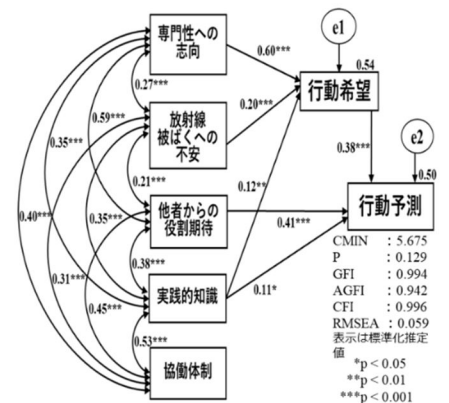 e1
専門性への
志向
0.60***
0.54
行動希望
0.27***
e2
放射線
被ばくへの
不安
0.20***
0.59***
0.35***
0.38***
0.50
0.21***
0.12**
行動予測
他者からの
役割期待
0.41***
0.40***
0.35***
0.38***
0.31***
実践的知識
0.11*
0.45***
0.53***
協働体制
CMIN : 5.675
P : 0.129
GFI : 0.994
AGFI : 0.942
CFI : 0.996
RMSEA : 0.059
表示は標準化推定
値
*p < 0.05
**p < 0.01
***p < 0.001